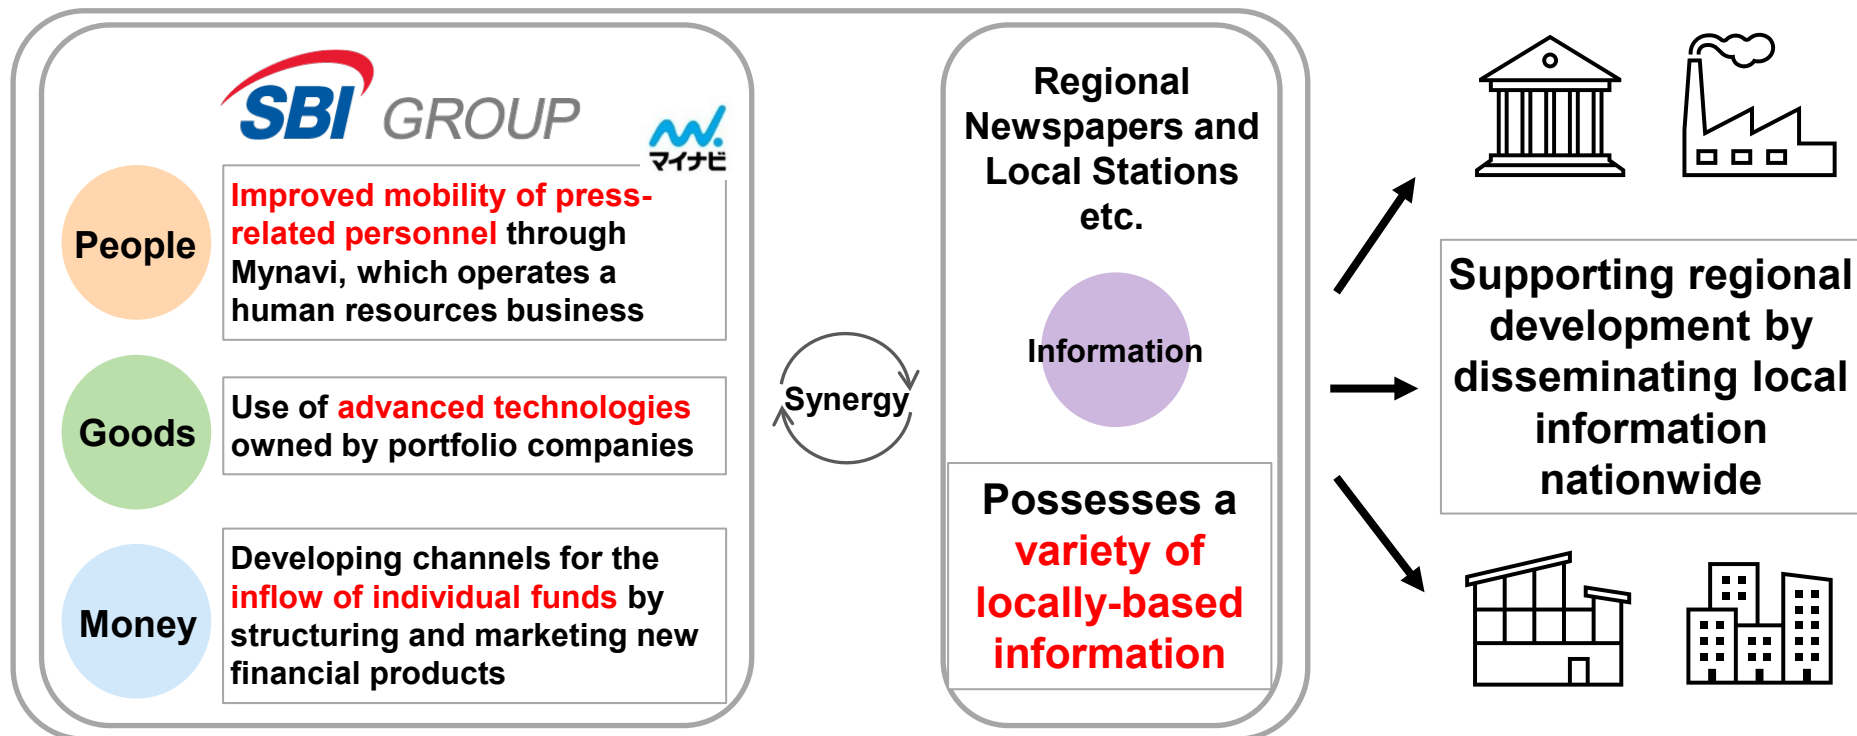 SBI GROUP
マイナビ
People
Improved mobility of press-
related personnel through
Mynavi, which operates a
human resources business
Goods
Use of advanced technologies
owned by portfolio companies
Money
Developing channels for the
inflow of individual funds by
structuring and marketing new
financial products
Synergy
Regional
Newspapers and
Local Stations
etc.
Information
Possesses a
variety of
locally-based
information
Supporting regional
development by
disseminating local
information
nationwide